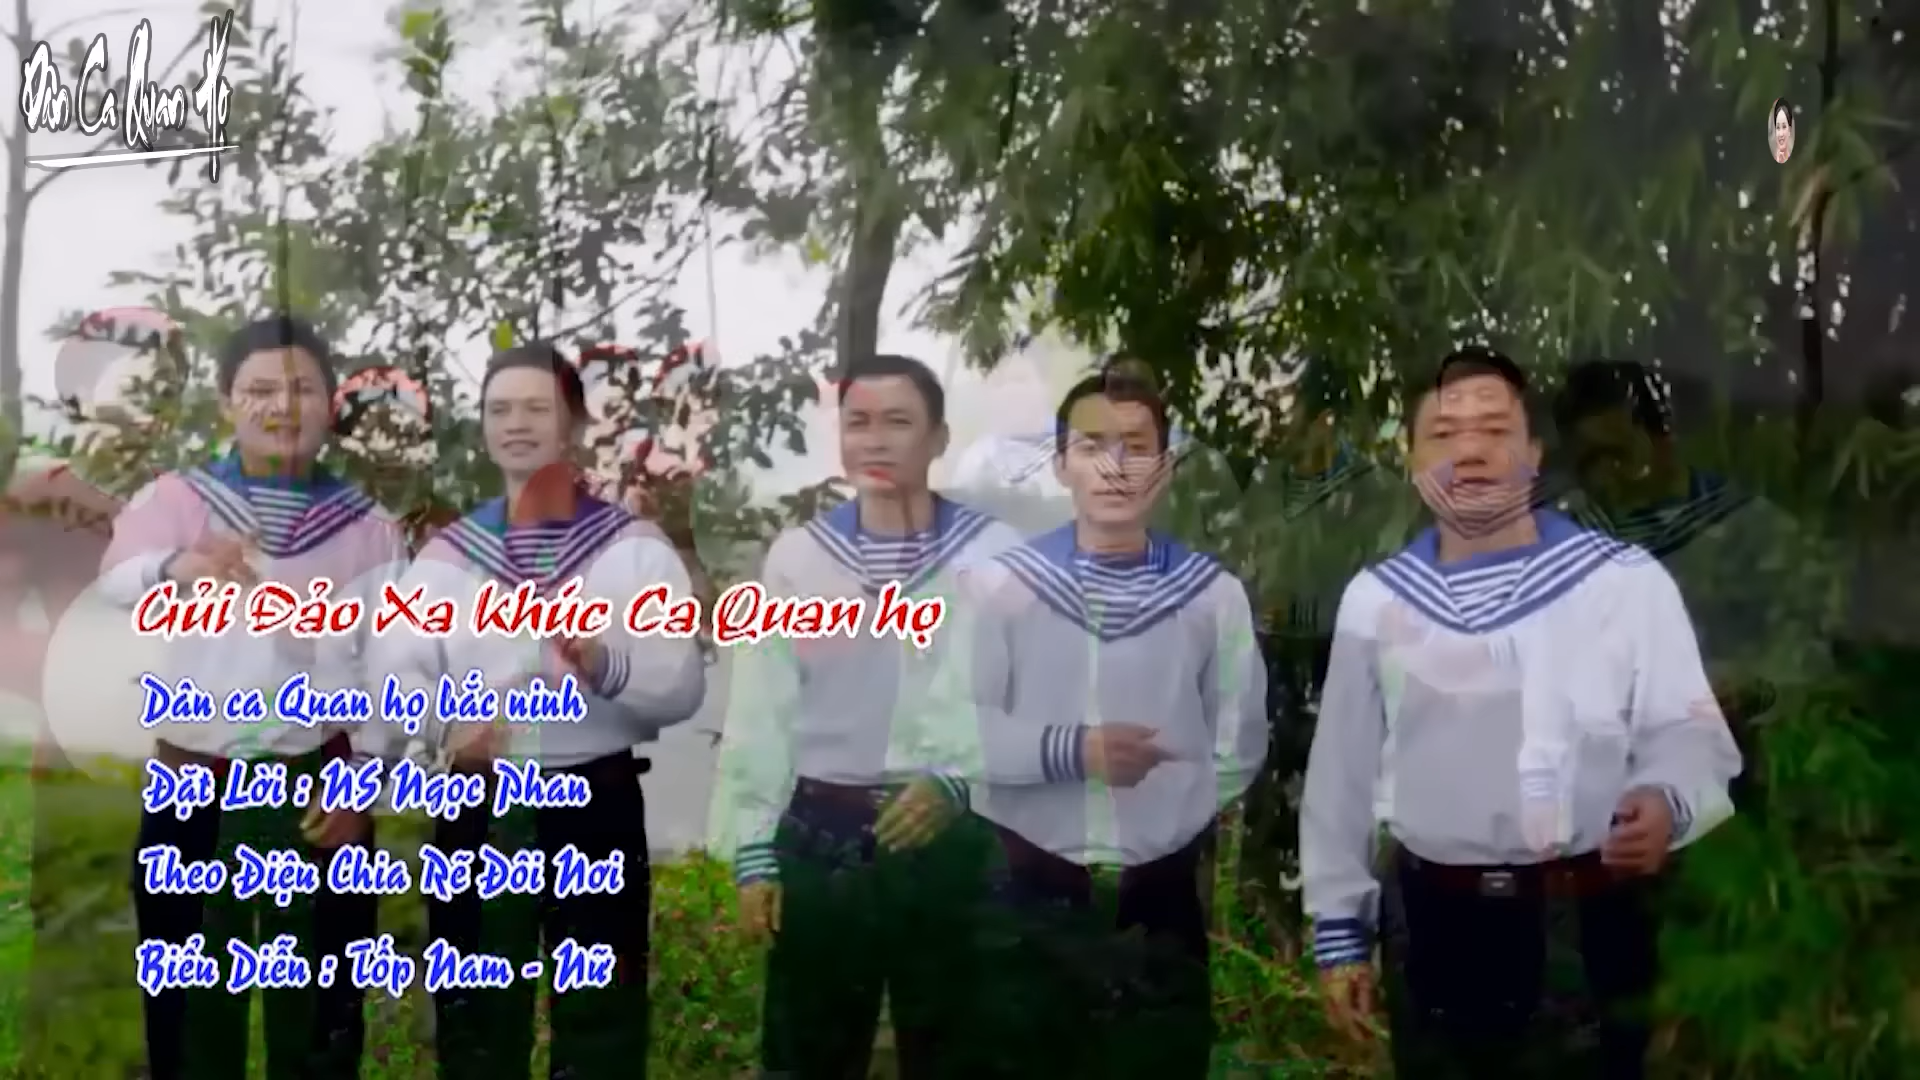 Dân Ca Quan Họ
Gửi Đảo Xa khúc Ca Quan họ
Dân ca Quan họ bắc ninh
Đặt Lời : NS Ngọc Phan
Theo Điệu Chia Rẽ Đôi Nơi
Biểu Diễn : Tốp Nam - Nữ